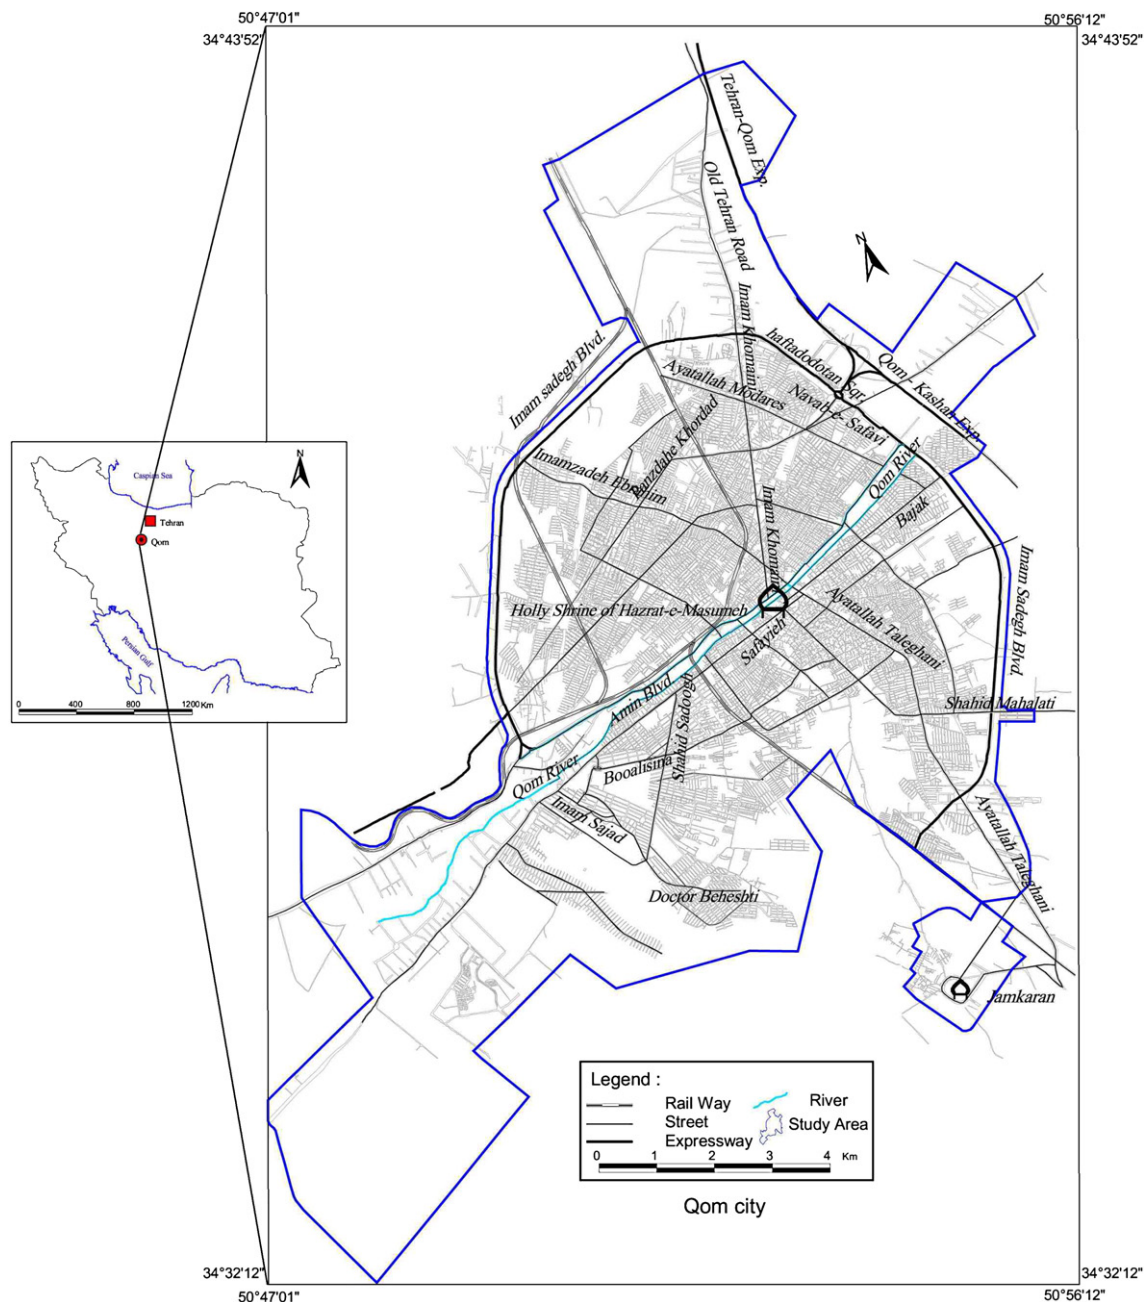 50°47'01"
50°56'12"
34°43'52"
34°43'52"
Tehran-Qom Exp.
Old Tehran Road
N
Imam Khomaini
haftadodotan Sqr.
Qom - Kashan Exp.
Imam sadegh Blvd.
Ayatallah Modares
Navab-e- Safavi
Panzdahe Khordad
Imamzadeh Ebrahim
Qom River
Bajak
Imam Khomaini
Imam Sadegh Blvd.
Holly Shrine of Hazrat-e-Masumeh
Ayatallah Taleghani
Safayieh
Amin Blvd
Shahid Sadoogh
Shahid Mahalati
Qom River
Booalisina
Imam Sajad
Ayatallah Taleghani
Doctor Beheshti
Jamkaran
N
Caspian Sea
Tehran
Qom
Persian Gulf
0 400 800 1200 Km
Legend :
Rail Way
River
Street
Study Area
Expressway
0 1 2 3 4 Km
Qom city
34°32'12"
34°32'12"
50°47'01"
50°56'12"